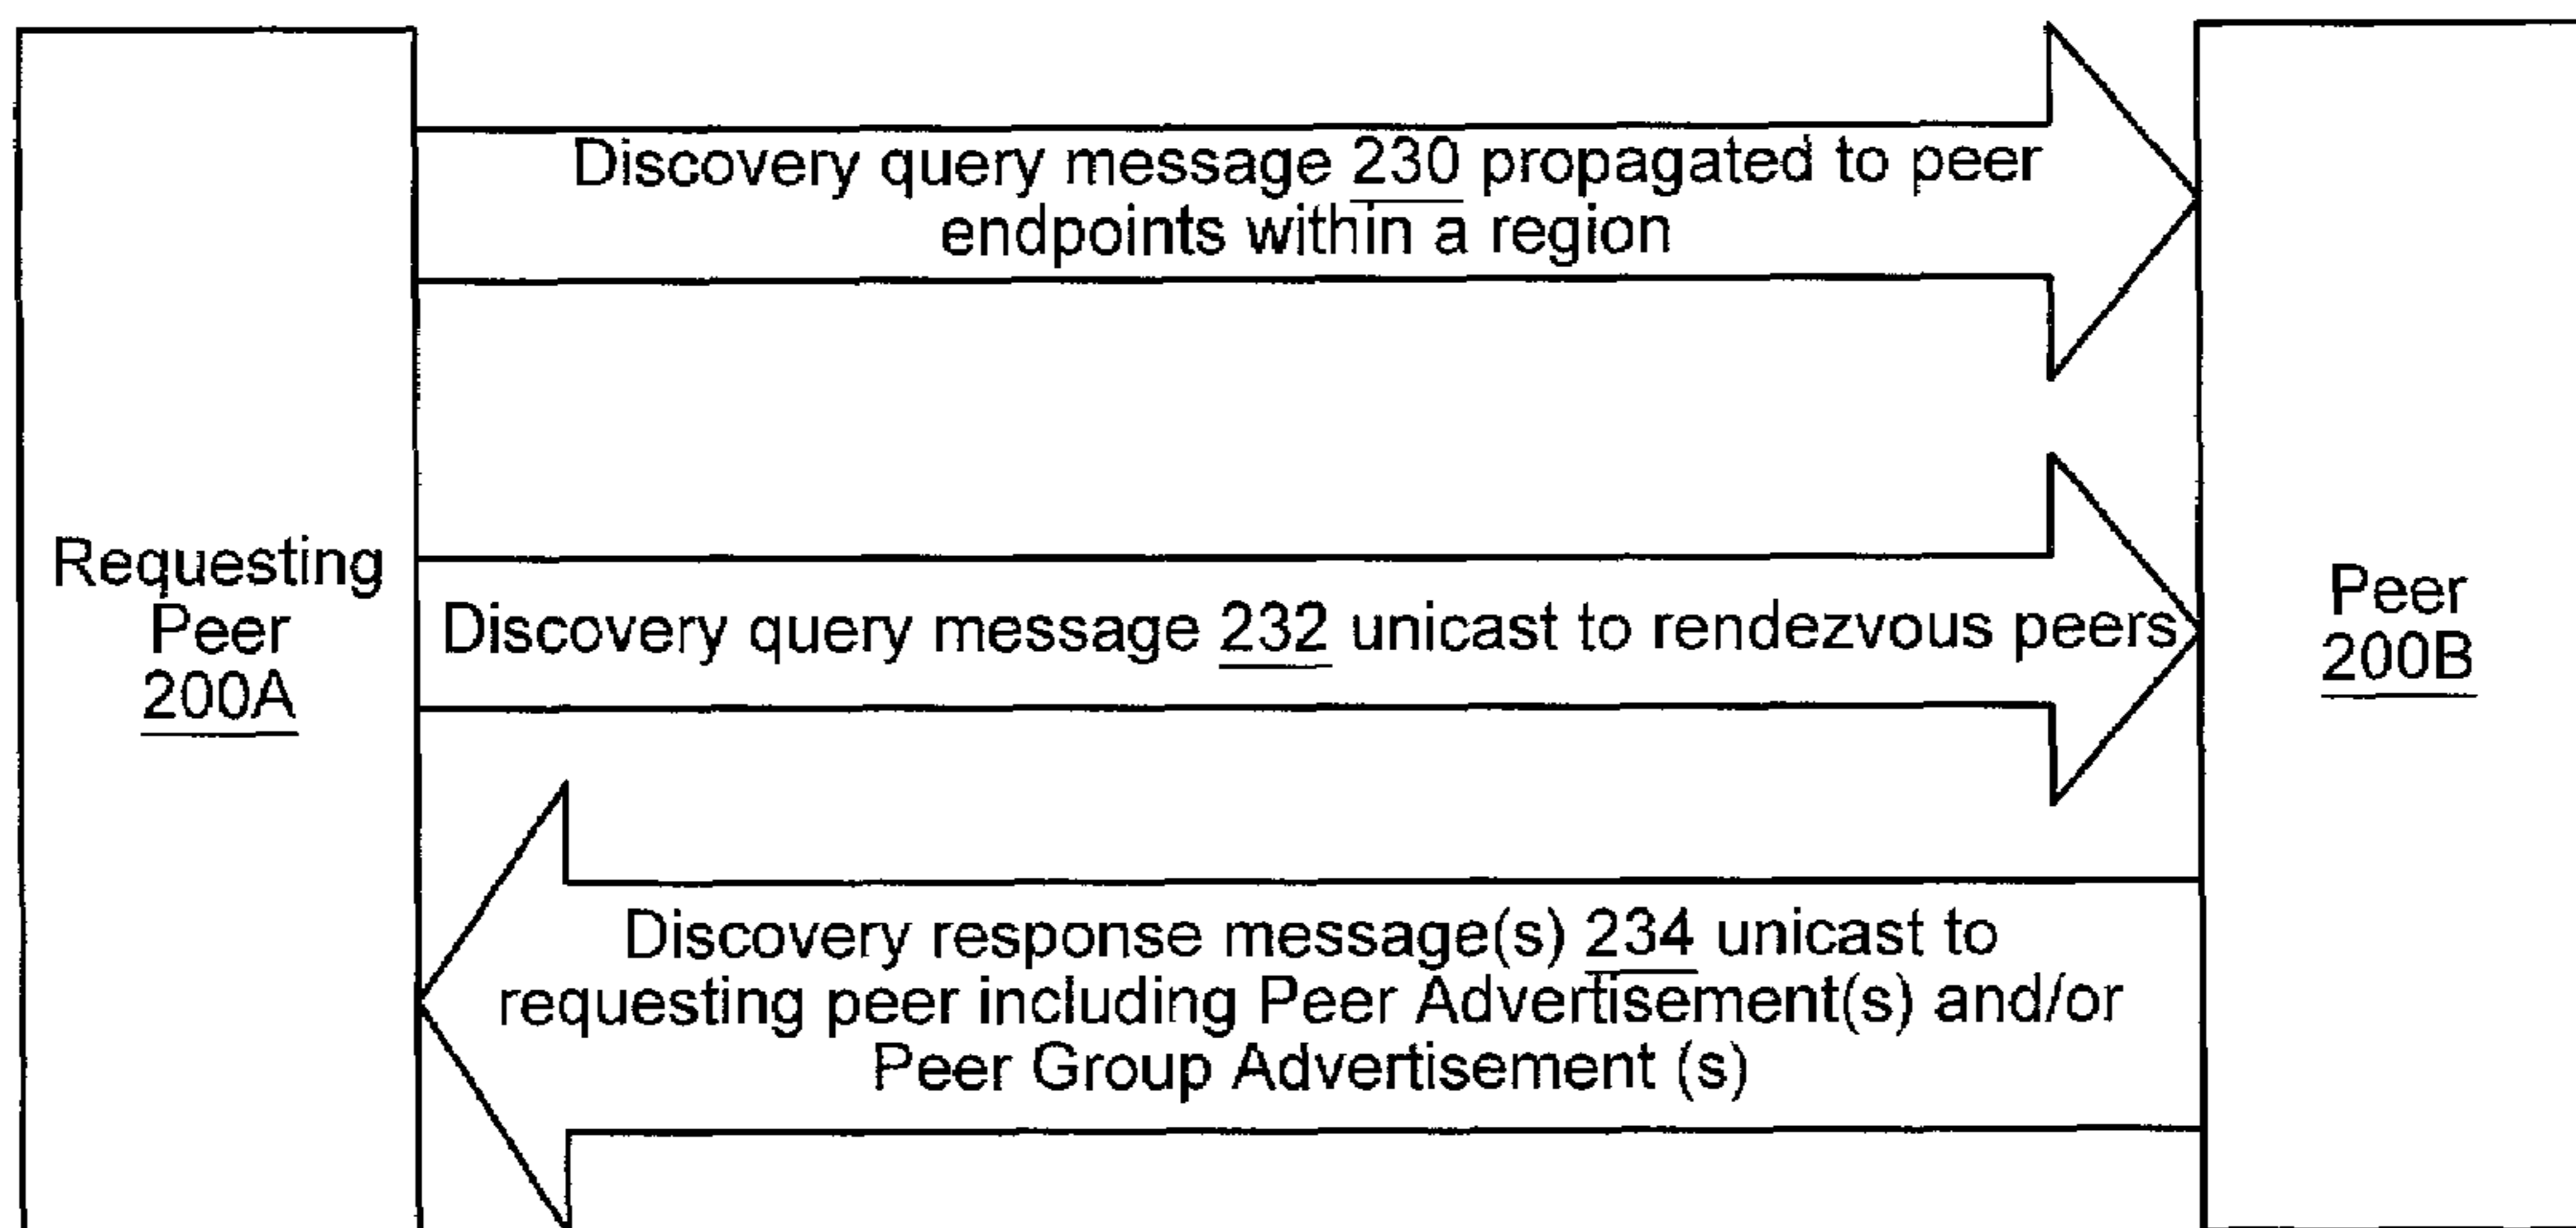 Discovery query message 230 propagated to peer
endpoints within a region
Requesting
Peer
200A
Discovery query message 232 unicast to rendezvous peers
Peer
200B
Discovery response message(s) 234 unicast to
requesting peer including Peer Advertisement(s) and/or
Peer Group Advertisement (s)